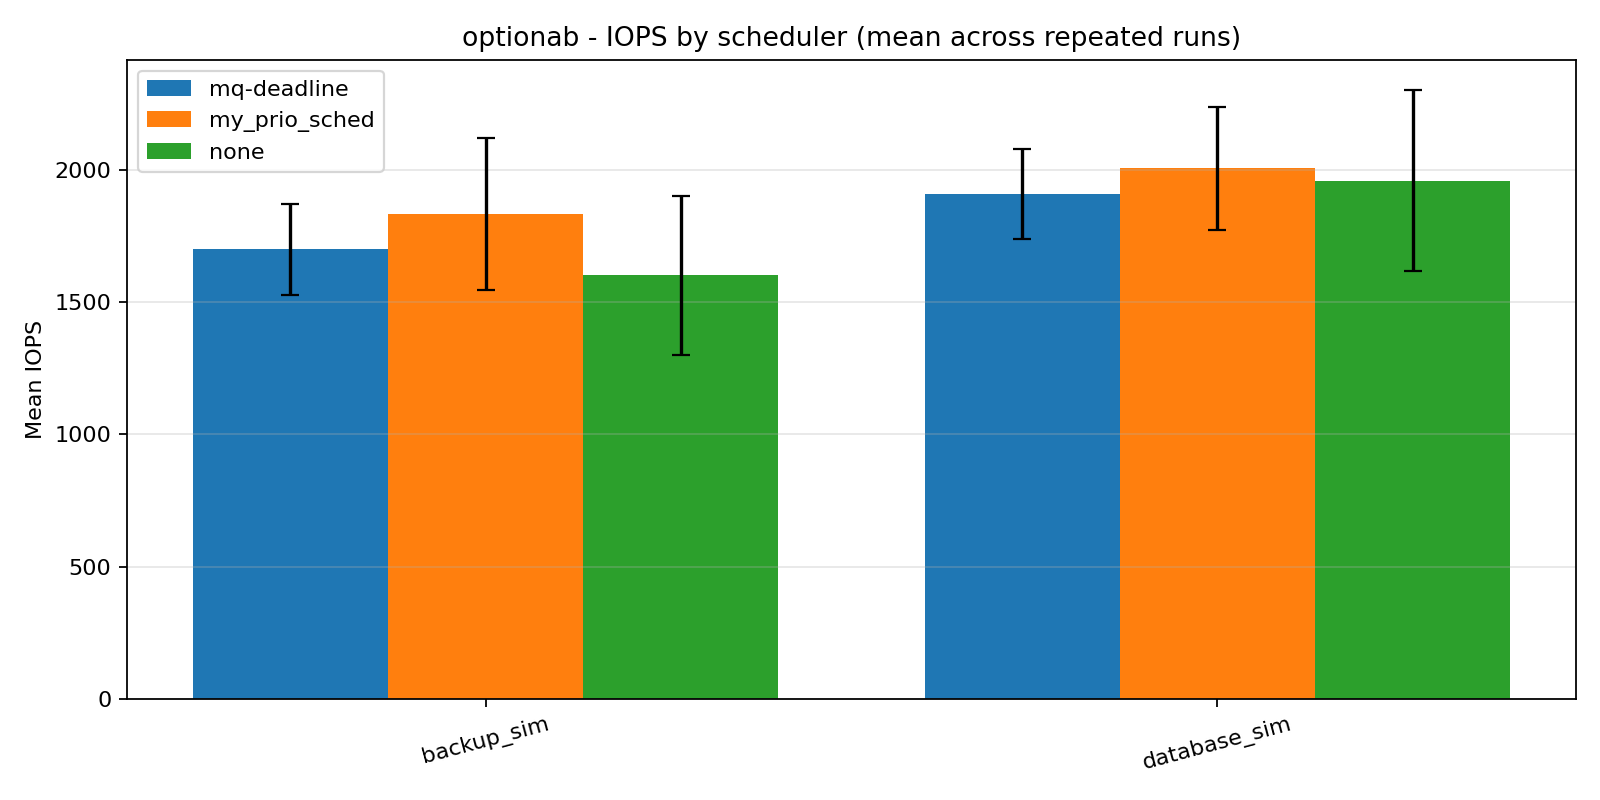 optionab - IOPS by scheduler (mean across repeated runs)
mq-deadline
my_prio_sched
none
Mean IOPS
2000
1500
1000
500
0
backup_sim
database_sim